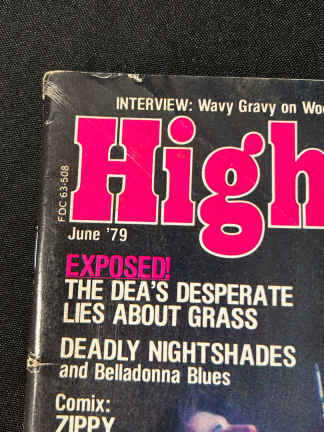 INTERVIEW: Wavy Gravy on
High
FDC 63-508
June '79
EXPOSED!
THE DEA'S DESPERATE
LIES ABOUT GRASS
DEADLY NIGHTSHADES
and Belladonna Blues
Comix:
ZIPPY